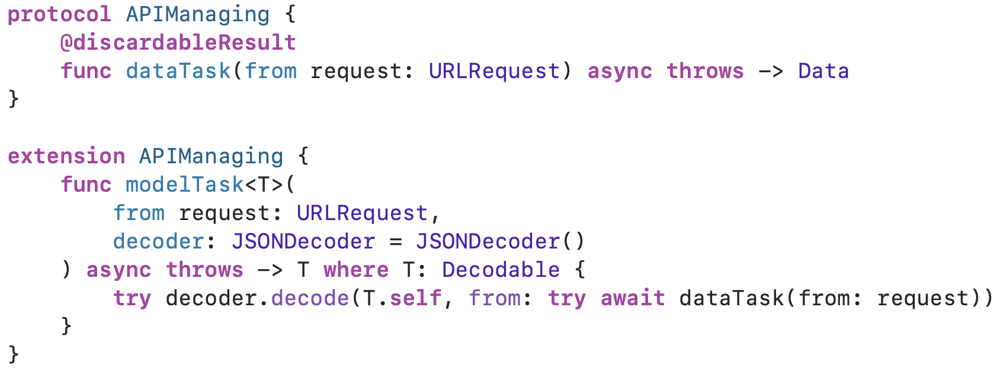 protocol APIManaging {
    @discardableResult
    func dataTask(from request: URLRequest) async throws -> Data
}

extension APIManaging {
    func modelTask<T>(
        from request: URLRequest,
        decoder: JSONDecoder = JSONDecoder()
    ) async throws -> T where T: Decodable {
        try decoder.decode(T.self, from: try await dataTask(from: request))
    }
}